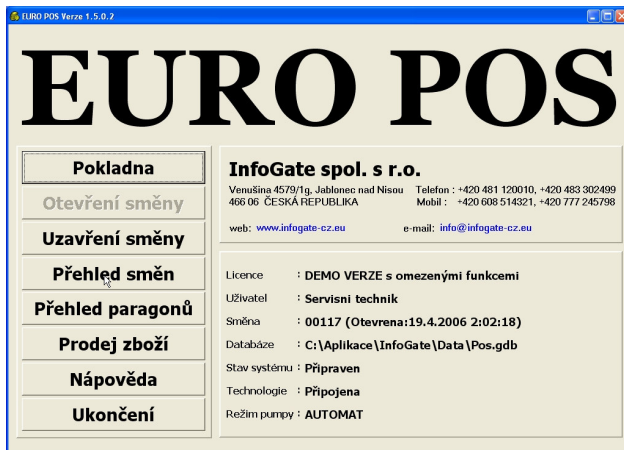 EURO POS Verze 1.5.0.2
EURO POS
Pokladna
Otevření směny
Uzavření směny
Přehled směn
Přehled paragonů
Prodej zboží
Nápověda
Ukončení
InfoGate spol. s r.o.
Venušina 4579/1g, Jablonec nad Nisou Telefon : +420 481 120010, +420 483 302499
466 06 ČESKÁ REPUBLIKA Mobil : +420 608 514321, +420 777 245798
web: www.infogate-cz.eu e-mail: info@infogate-cz.eu
Licence : DEMO VERZE s omezenými funkcemi
Uživatel : Servisni technik
Směna : 00117 (Otevrena:19.4.2006 2:02:18)
Databáze : C:\Aplikace\InfoGate\Data\Pos.gdb
Stav systému : Připraven
Technologie : Připojena
Režim pumpy : AUTOMAT